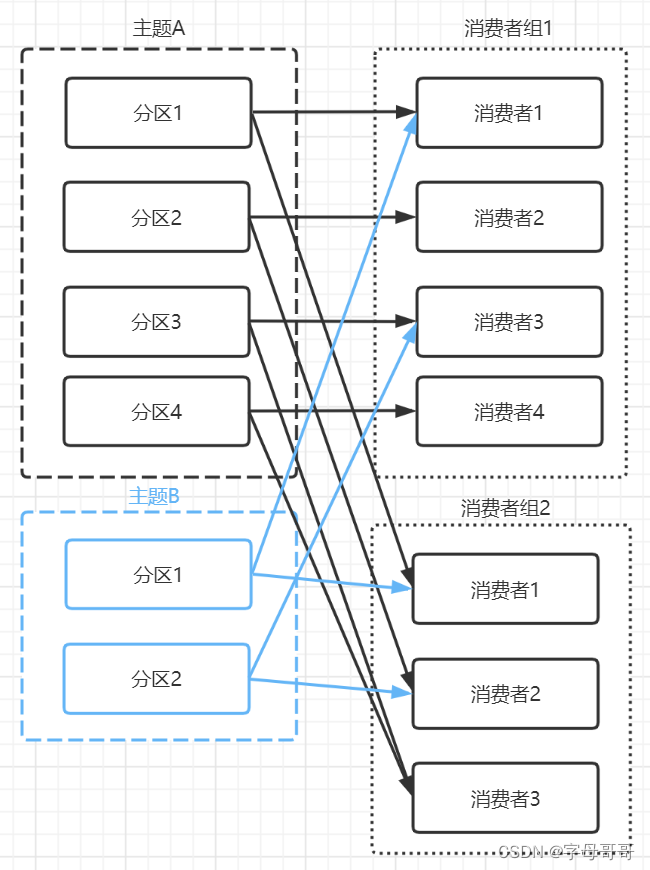 主题A
分区1
分区2
分区3
分区4
主题B
分区1
分区2
消费者组1
消费者1
消费者2
消费者3
消费者4
消费者组2
消费者1
消费者2
消费者3
CSDN @字母哥哥